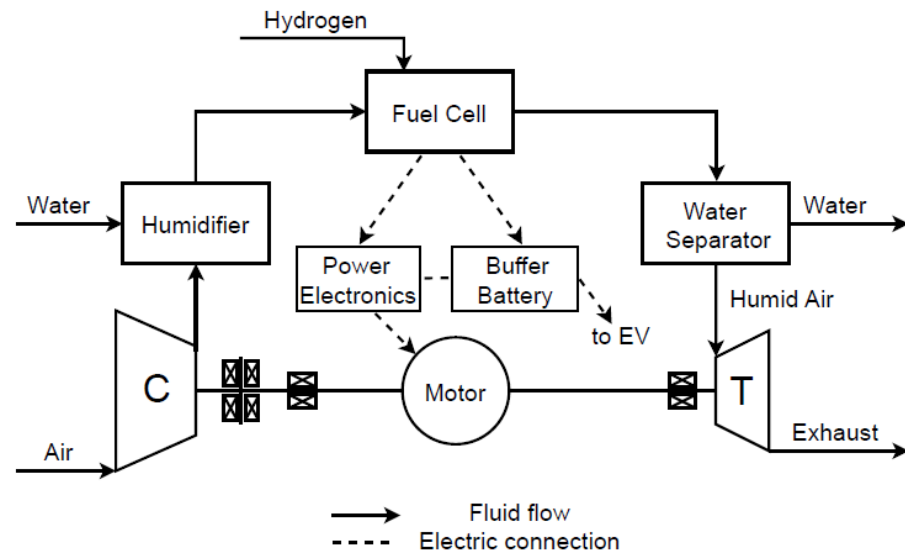 Hydrogen
Fuel Cell
Water
Humidifier
Water
Separator
Water
Power
Electronics
Buffer
Battery
Humid Air
to EV
C
Motor
T
Air
Exhaust
Fluid flow
Electric connection